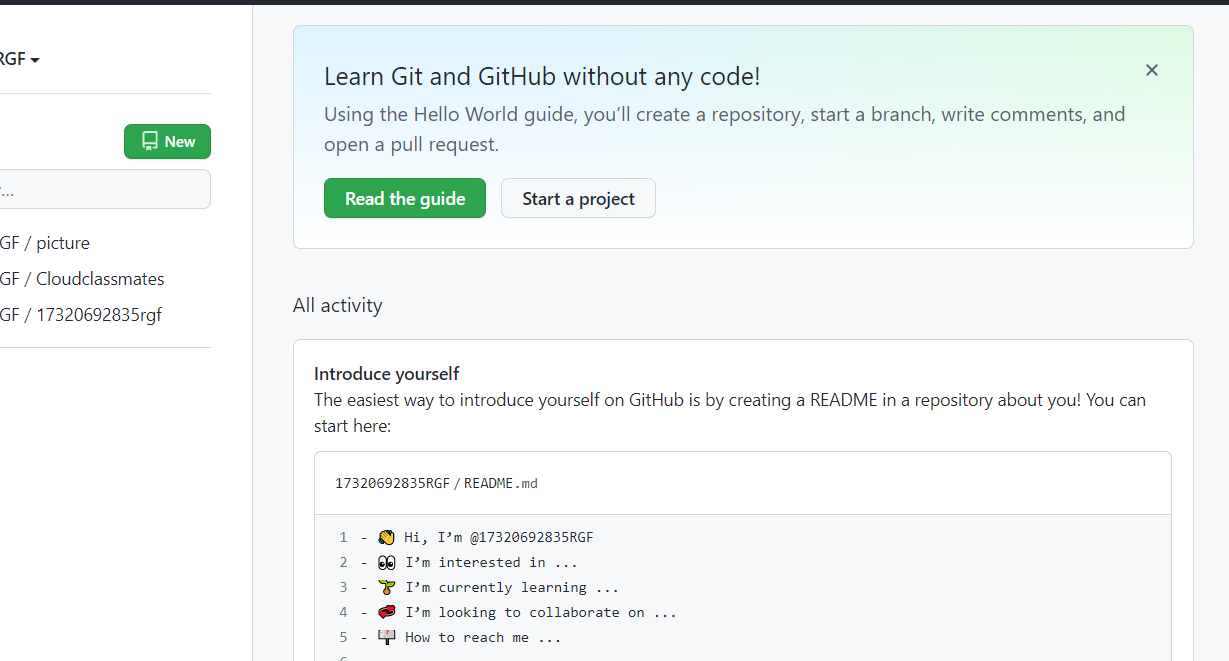 RGF
New
...
GF / picture
GF / Cloudclassmates
GF / 17320692835rgf
Learn Git and GitHub without any code!
Using the Hello World guide, you’ll create a repository, start a branch, write comments, and
open a pull request.
Read the guide
Start a project
All activity
Introduce yourself
The easiest way to introduce yourself on GitHub is by creating a README in a repository about you! You can
start here:
17320692835RGF / README.md
1 - 👋 Hi, I’m @17320692835RGF
2 - 👀 I’m interested in ...
3 - 🌱 I’m currently learning ...
4 - 💞️ I’m looking to collaborate on ...
5 - 📫 How to reach me ...